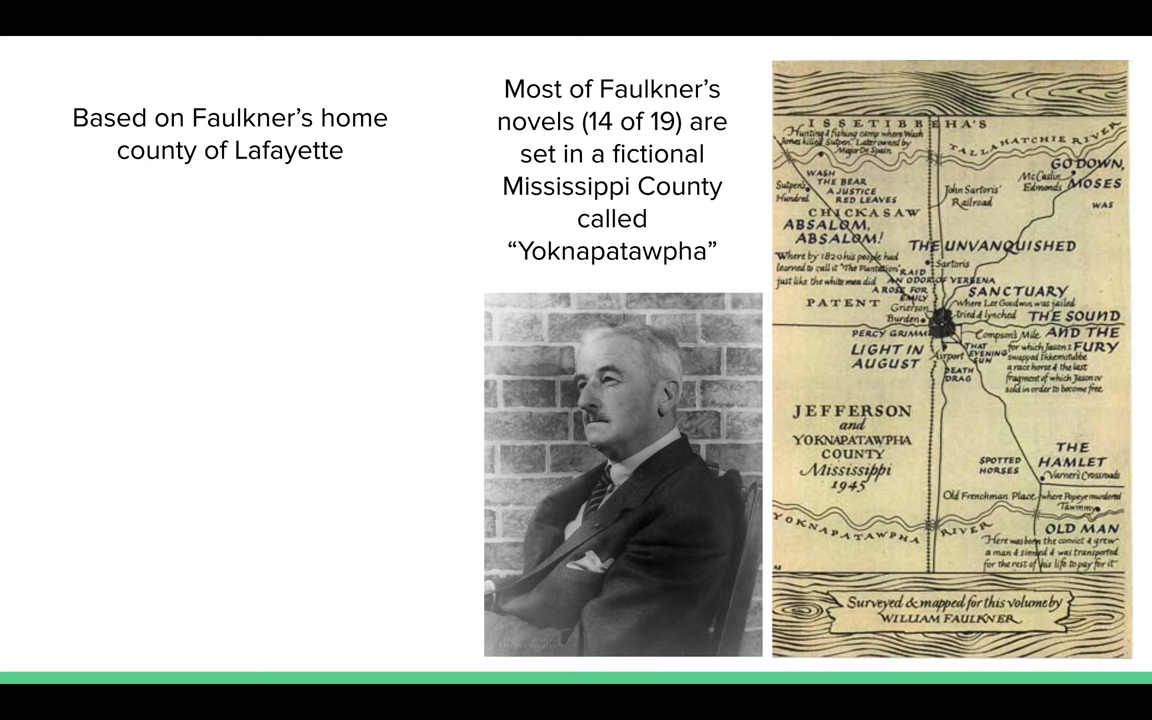 Based on Faulkner’s home
county of Lafayette
Most of Faulkner’s
novels (14 of 19) are
set in a fictional
Mississippi County
called
“Yoknapatawpha”
ISSETIBBEHA'S
Hunting & fishing camp where Wash
Jones killed Sutpen. Later owned by
Major De Spain
TALLAHATCHIE RIVER
GO DOWN,
MOSES
McCaslin
Edmonds
WAS
WASH
THE BEAR
A JUSTICE
RED LEAVES
Sutpen's
Hundred
John Sartoris'
Railroad
CHICKASAW
ABSALOM,
ABSALOM!
THE UNVANQUISHED
Where by 1820 his people had
learned to call it "The Plantation"
just like the white men did
Sartoris
RAID
AN ODOR OF VERBENA
A ROSE FOR
EMILY
SANCTUARY
Where Lee Goodwin was jailed
tried & lynched
PATENT
Grierson
Burden
THE SOUND
AND THE
FURY
Compson's Mile
for which Jason I
swapped Ikkemotubbe
a race horse & the last
fragment of which Jason IV
sold in order to become free
PERCY GRIMM
LIGHT IN
AUGUST
Airport
THAT
EVENING
SUN
DEATH
DRAG
JEFFERSON
and
YOKNAPATAWPHA
COUNTY
Mississippi
1945
THE
HAMLET
SPOTTED
HORSES
Varner's Crossroads
Old Frenchman Place, where Popeye murdered
Tawmmy
YOKNAPATAWPHA RIVER
OLD MAN
"Here was born the convict & grew
a man & sinned & was transported
for the rest of his life to pay for it"
Surveyed & mapped for this volume by
WILLIAM FAULKNER